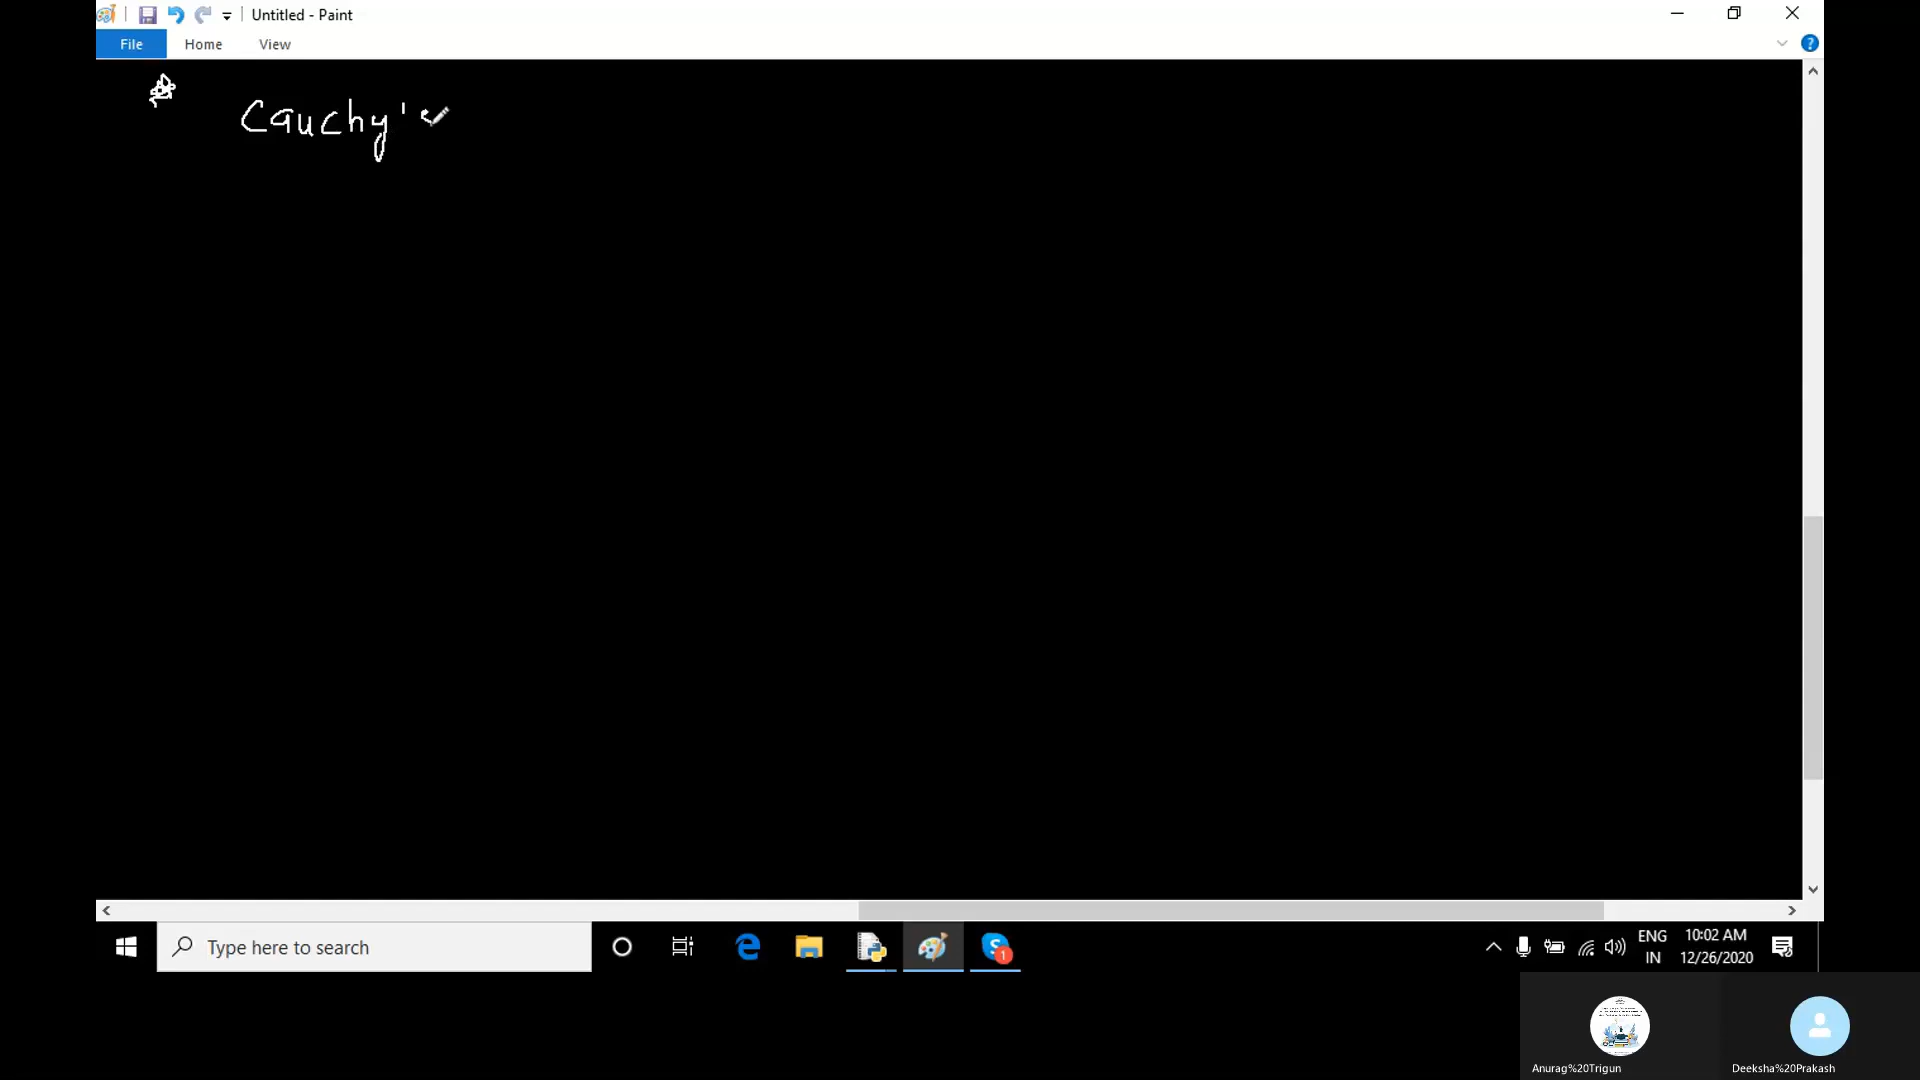 Untitled - Paint
File Home View
Cauchy's
Type here to search
1
ENG
IN
10:02 AM
12/26/2020
Anurag%20Trigun
Deeksha%20Prakash